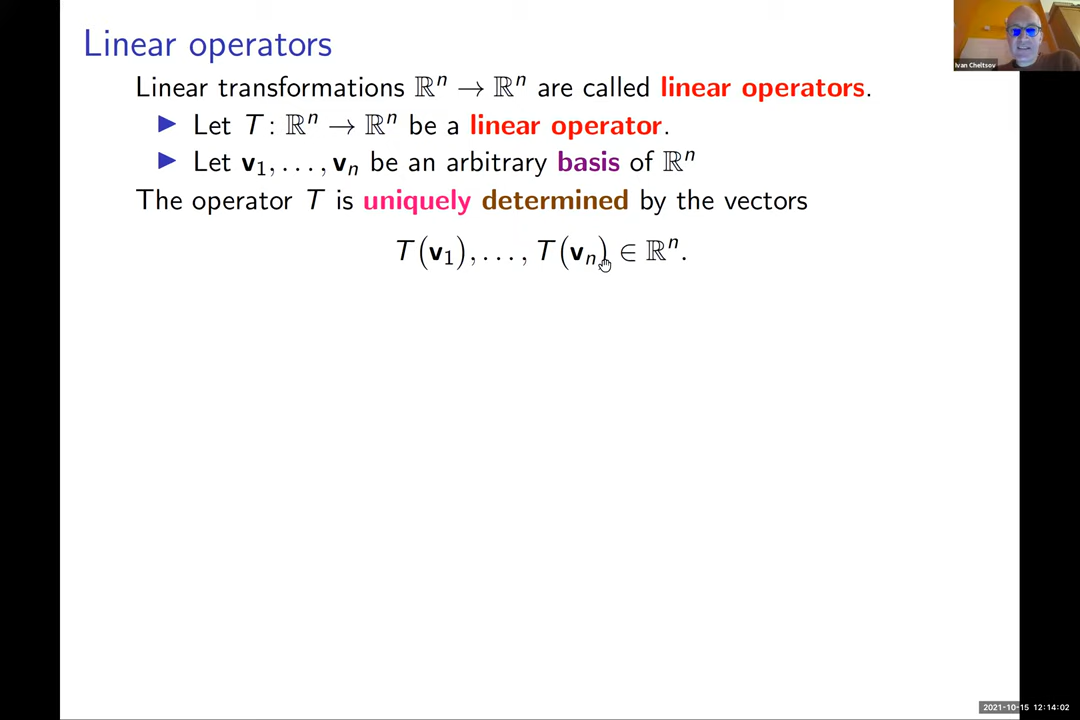 Linear operators
Linear transformations ℝⁿ → ℝⁿ are called linear operators.
▶ Let T : ℝⁿ → ℝⁿ be a linear operator.
▶ Let v₁, . . . , vₙ be an arbitrary basis of ℝⁿ
The operator T is uniquely determined by the vectors
T(v₁), . . . , T(vₙ) ∈ ℝⁿ.
Ivan Cheltsov
2021-10-15 12:14:02